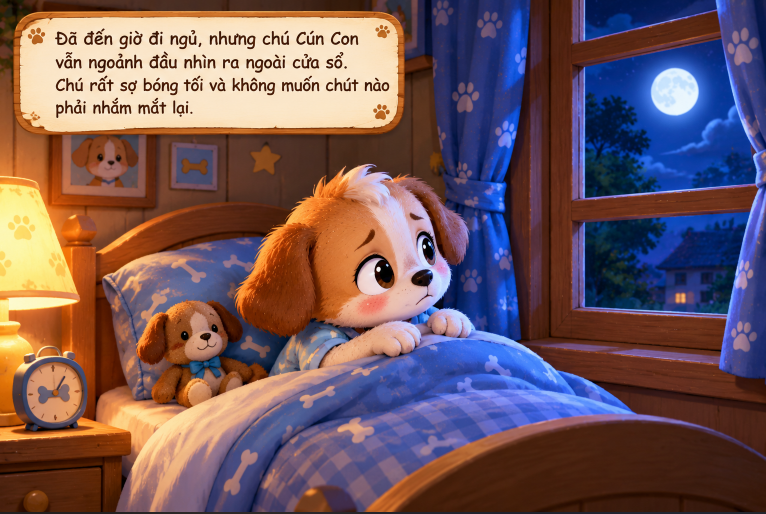 Đã đến giờ đi ngủ, nhưng chú Cún Con
vẫn ngoảnh đầu nhìn ra ngoài cửa sổ.
Chú rất sợ bóng tối và không muốn chút nào
phải nhắm mắt lại.